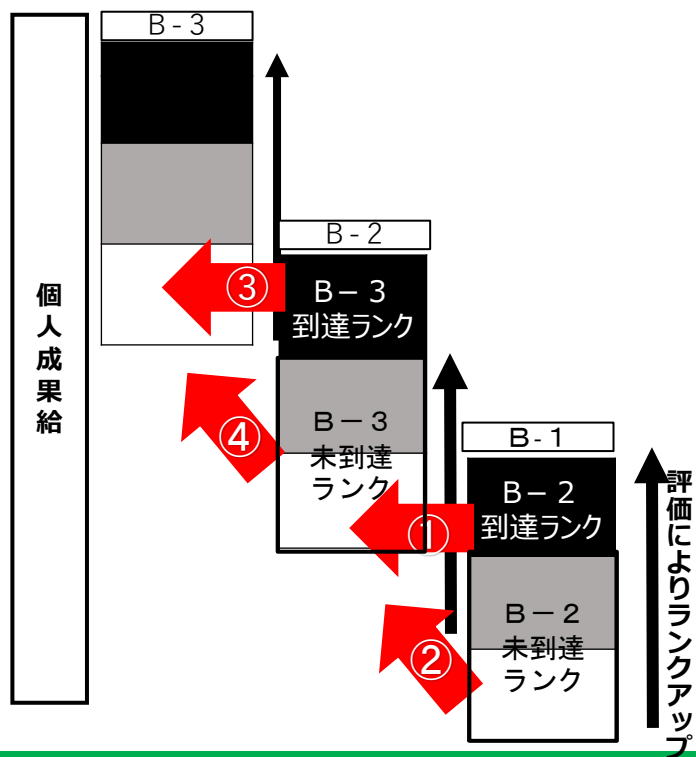 B-3
個人成果給
B-2
B－3
到達ランク
③
B－3
未到達
ランク
④
B-1
B－2
到達ランク
①
B－2
未到達
ランク
②
評価によりランクアップ